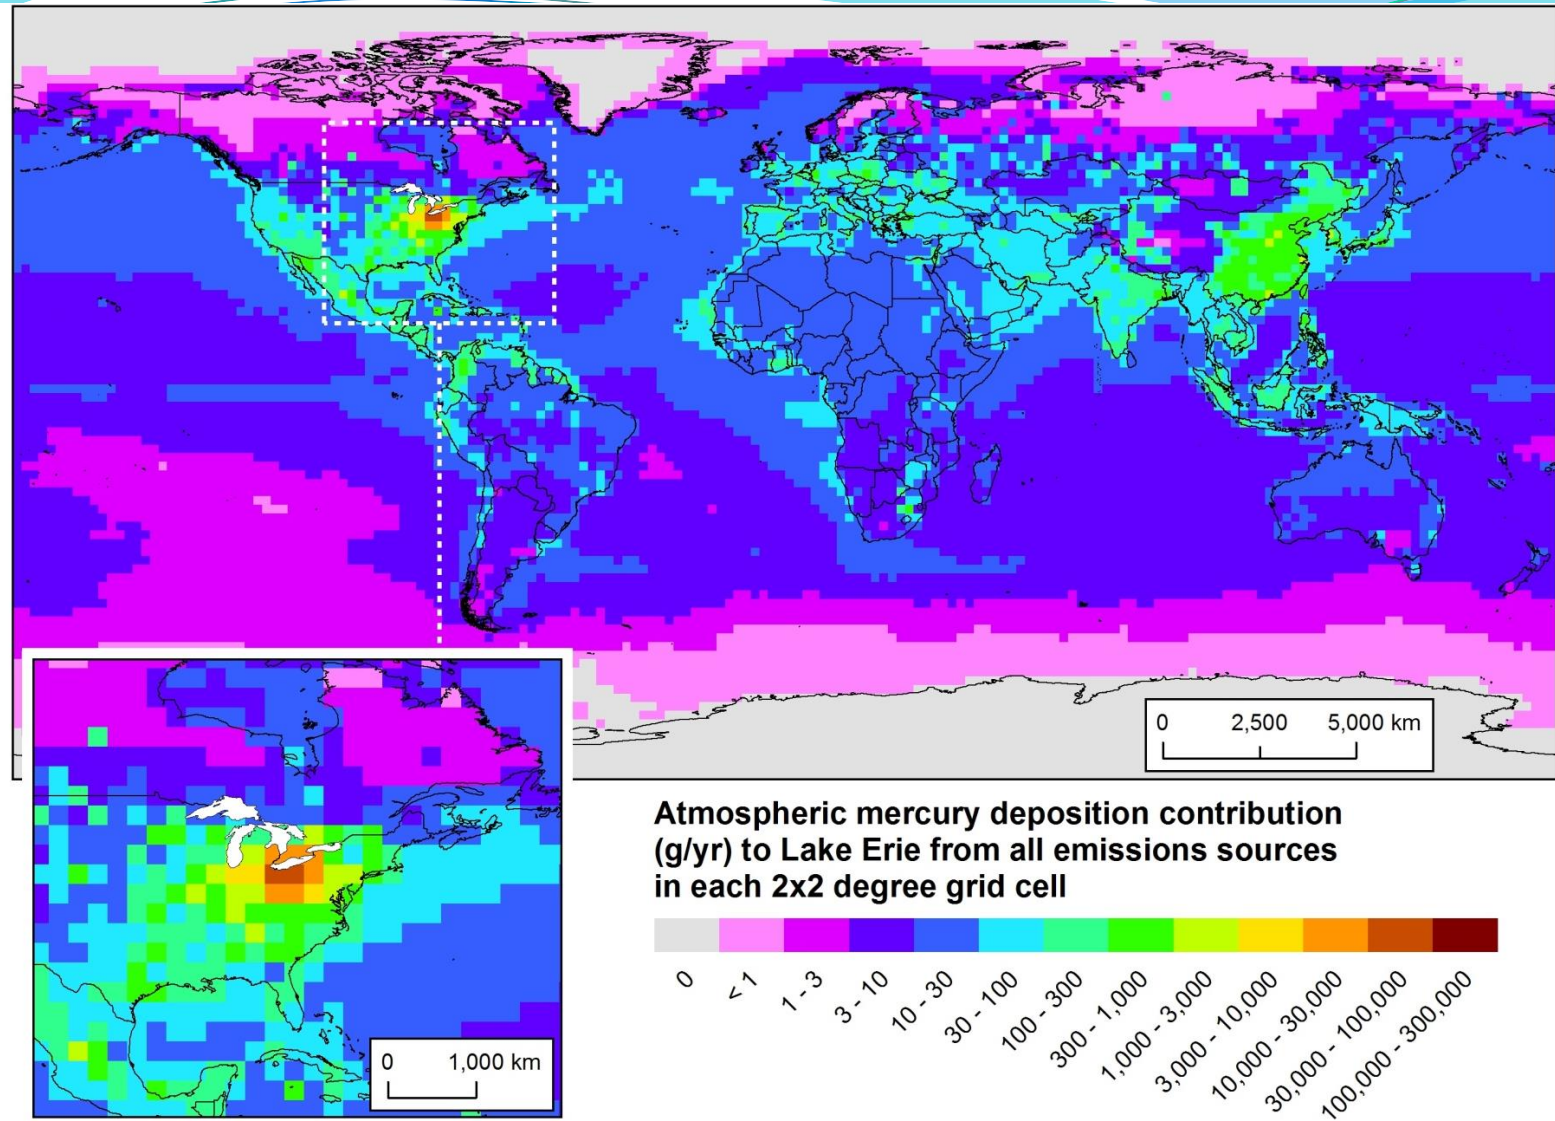 0 2,500 5,000 km
Atmospheric mercury deposition contribution
(g/yr) to Lake Erie from all emissions sources
in each 2x2 degree grid cell
0
< 1
1 - 3
3 - 10
10 - 30
30 - 100
100 - 300
300 - 1,000
1,000 - 3,000
3,000 - 10,000
10,000 - 30,000
30,000 - 100,000
100,000 - 300,000
0 1,000 km